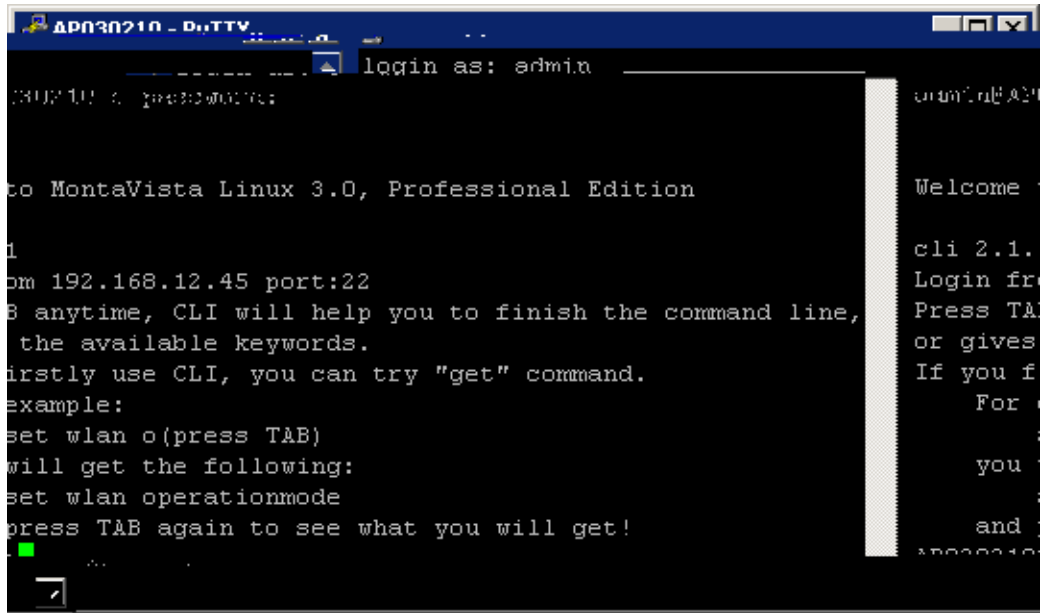 AP030210 - PuTTY
login as: admin
to MontaVista Linux 3.0, Professional Edition
1
om 192.168.12.45 port:22
B anytime, CLI will help you to finish the command line,
the available keywords.
irstly use CLI, you can try "get" command.
example:
set wlan o(press TAB)
will get the following:
set wlan operationmode
press TAB again to see what you will get!
Welcome
cli 2.1.
Login fr
Press TA
or gives
If you f
For
you
and